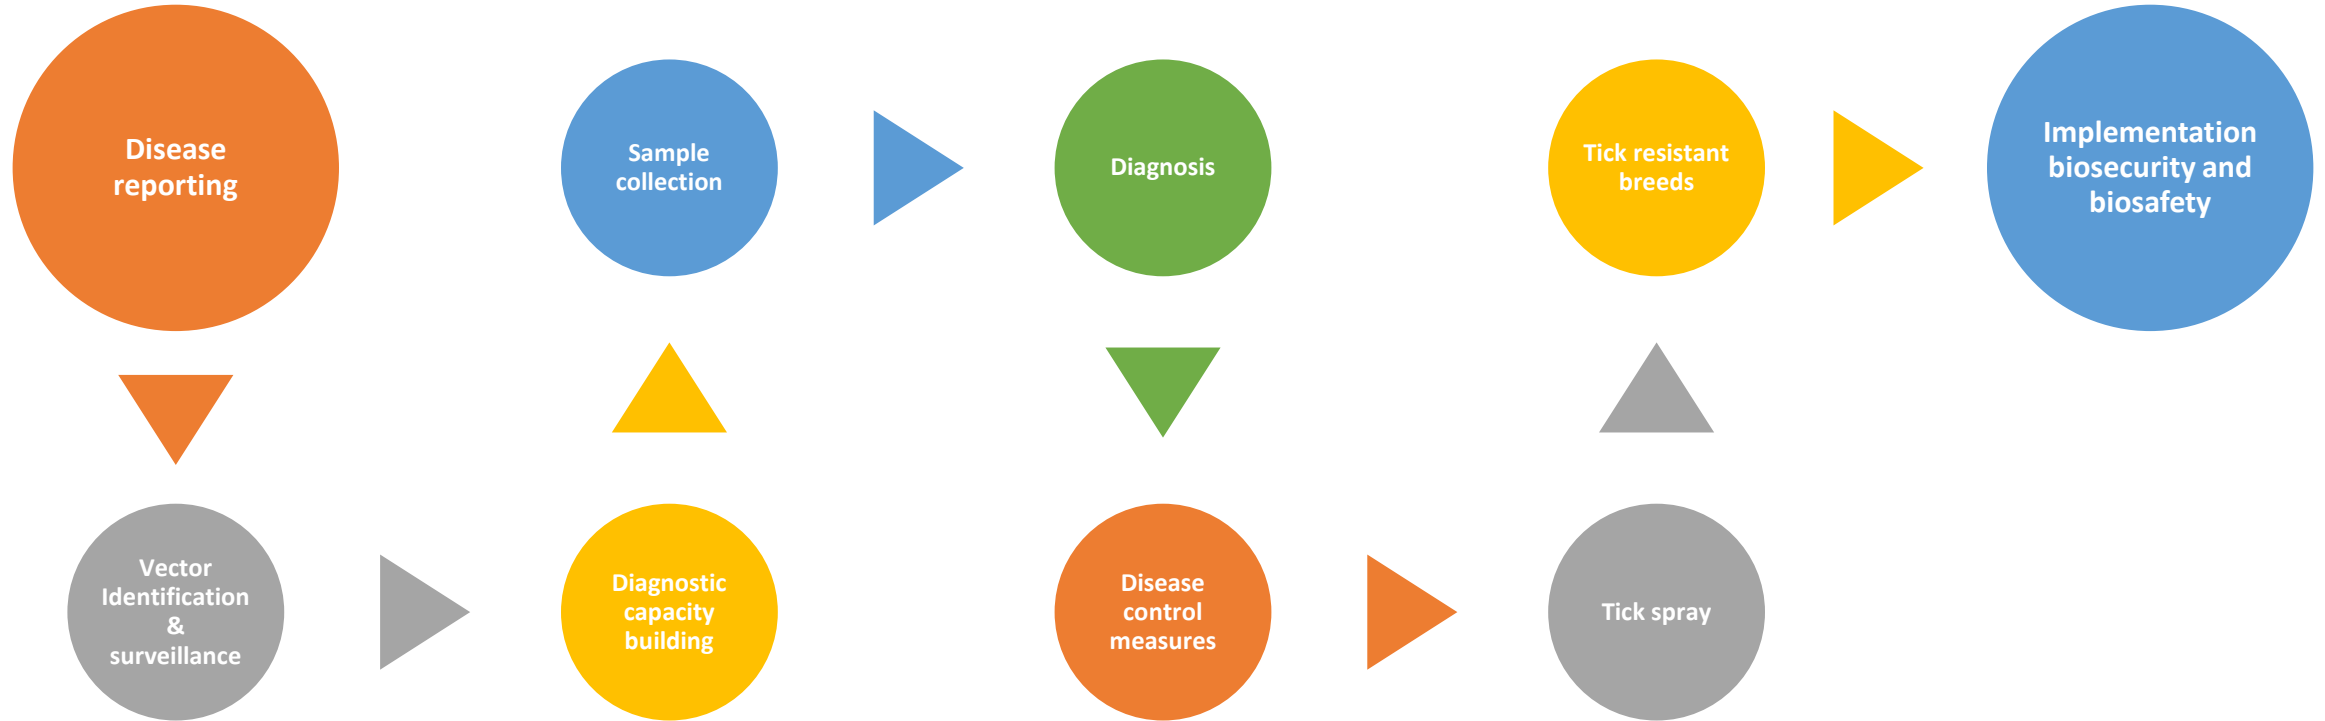 Disease
reporting
Vector
Identification
&
surveillance
Diagnostic
capacity
building
Sample
collection
Diagnosis
Disease
control
measures
Tick spray
Tick resistant
breeds
Implementation
biosecurity and
biosafety